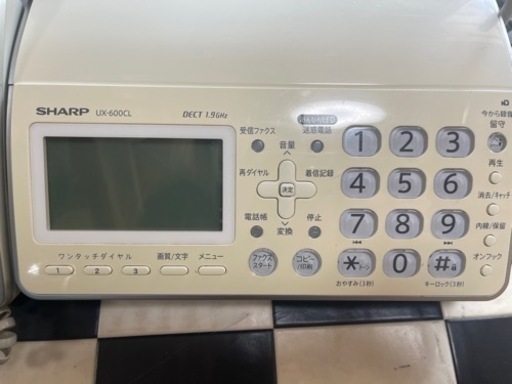 SHARP UX-600CL DECT 1.9GHz
受信ファクス
迷惑電話
音量
再ダイヤル
着信記録
決定
電話帳
変換
停止
ワンタッチダイヤル
1 2 3
画質/文字
メニュー
ファクス
スタート
コピー
/印刷
1 2 3
4 5 6
7 8 9
* トーン 0 #
おやすみ(3秒)
キーロック(3秒)
今から録音
留守
再生
消去/キャッチ
内線/保留
オンフック